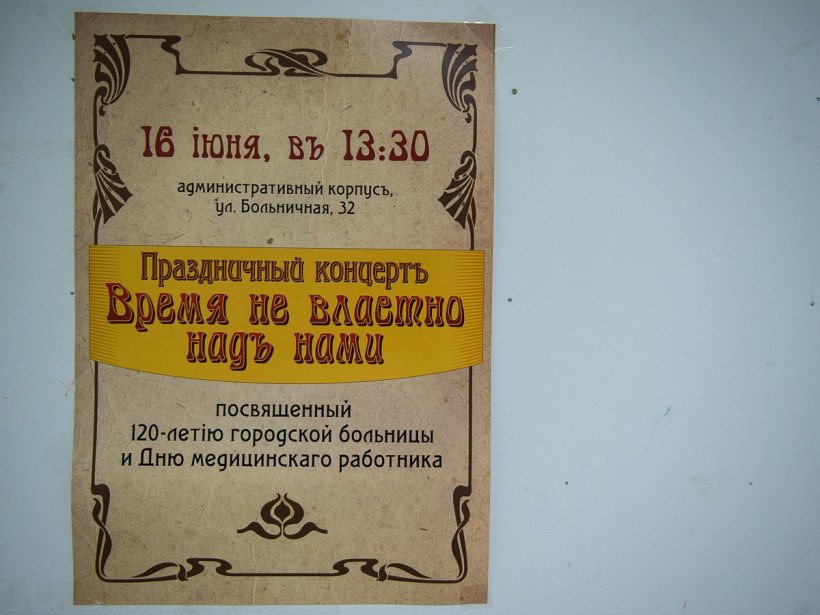 16 іюня, въ 13:30
административный корпусъ,
ул. Больничная, 32
Праздничный концертъ
Время не властно
надъ нами
посвященный
120-летію городской больницы
и Дню медицинскаго работника